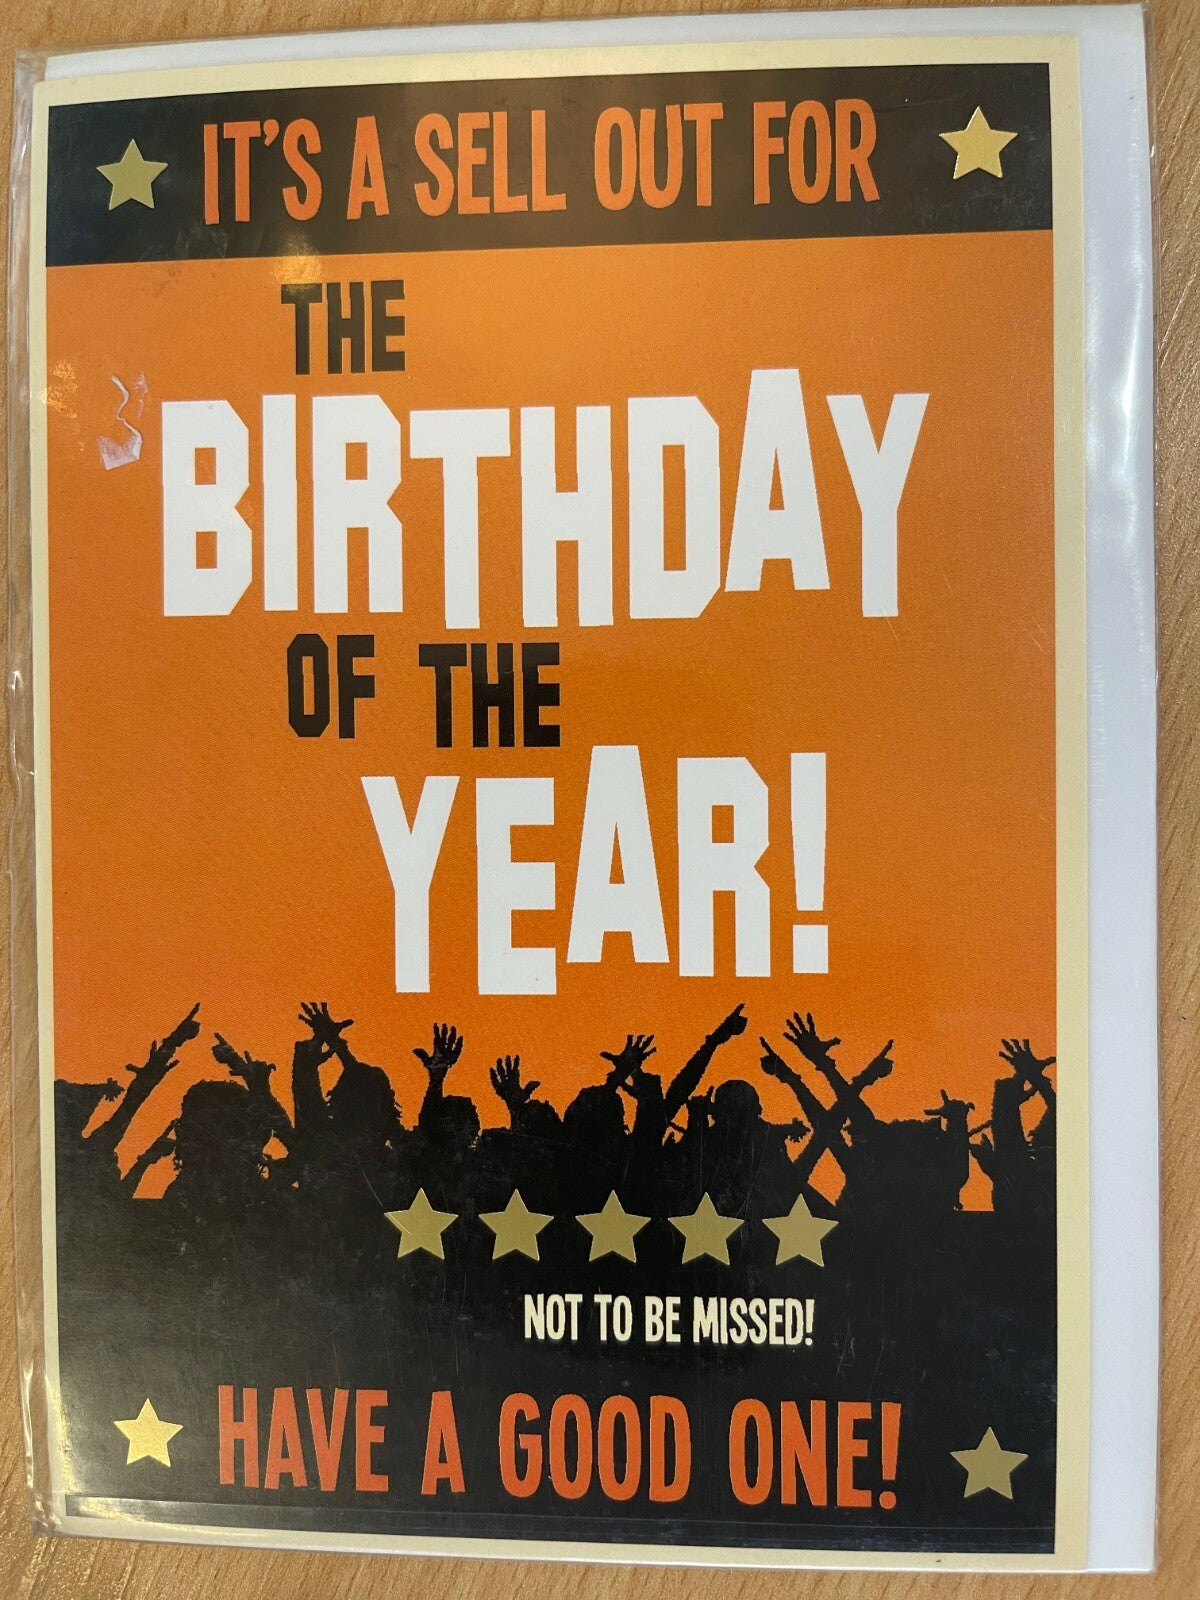 IT'S A SELL OUT FOR
THE
BIRTHDAY
OF THE
YEAR!
NOT TO BE MISSED!
HAVE A GOOD ONE!